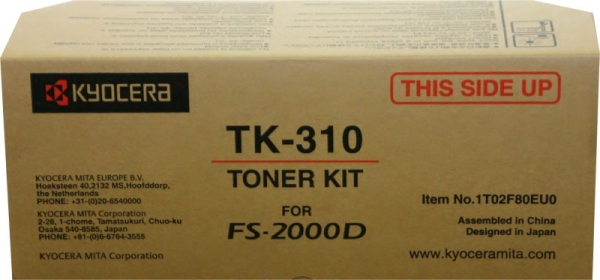 KYOCERA
THIS SIDE UP
TK-310
TONER KIT
FOR
FS-2000D
KYOCERA MITA EUROPE B.V.
Hoeksteen 40,2132 MS,Hoofddorp,
the Netherlands
PHONE: +31-(0)20-6540000
KYOCERA MITA Corporation
2-28, 1-chome, Tamatsukuri, Chuo-ku
Osaka 540-8585, Japan
PHONE: +81-(0)6-6764-3555
Item No.1T02F80EU0
Assembled in China
Designed in Japan
www.kyoceramita.com